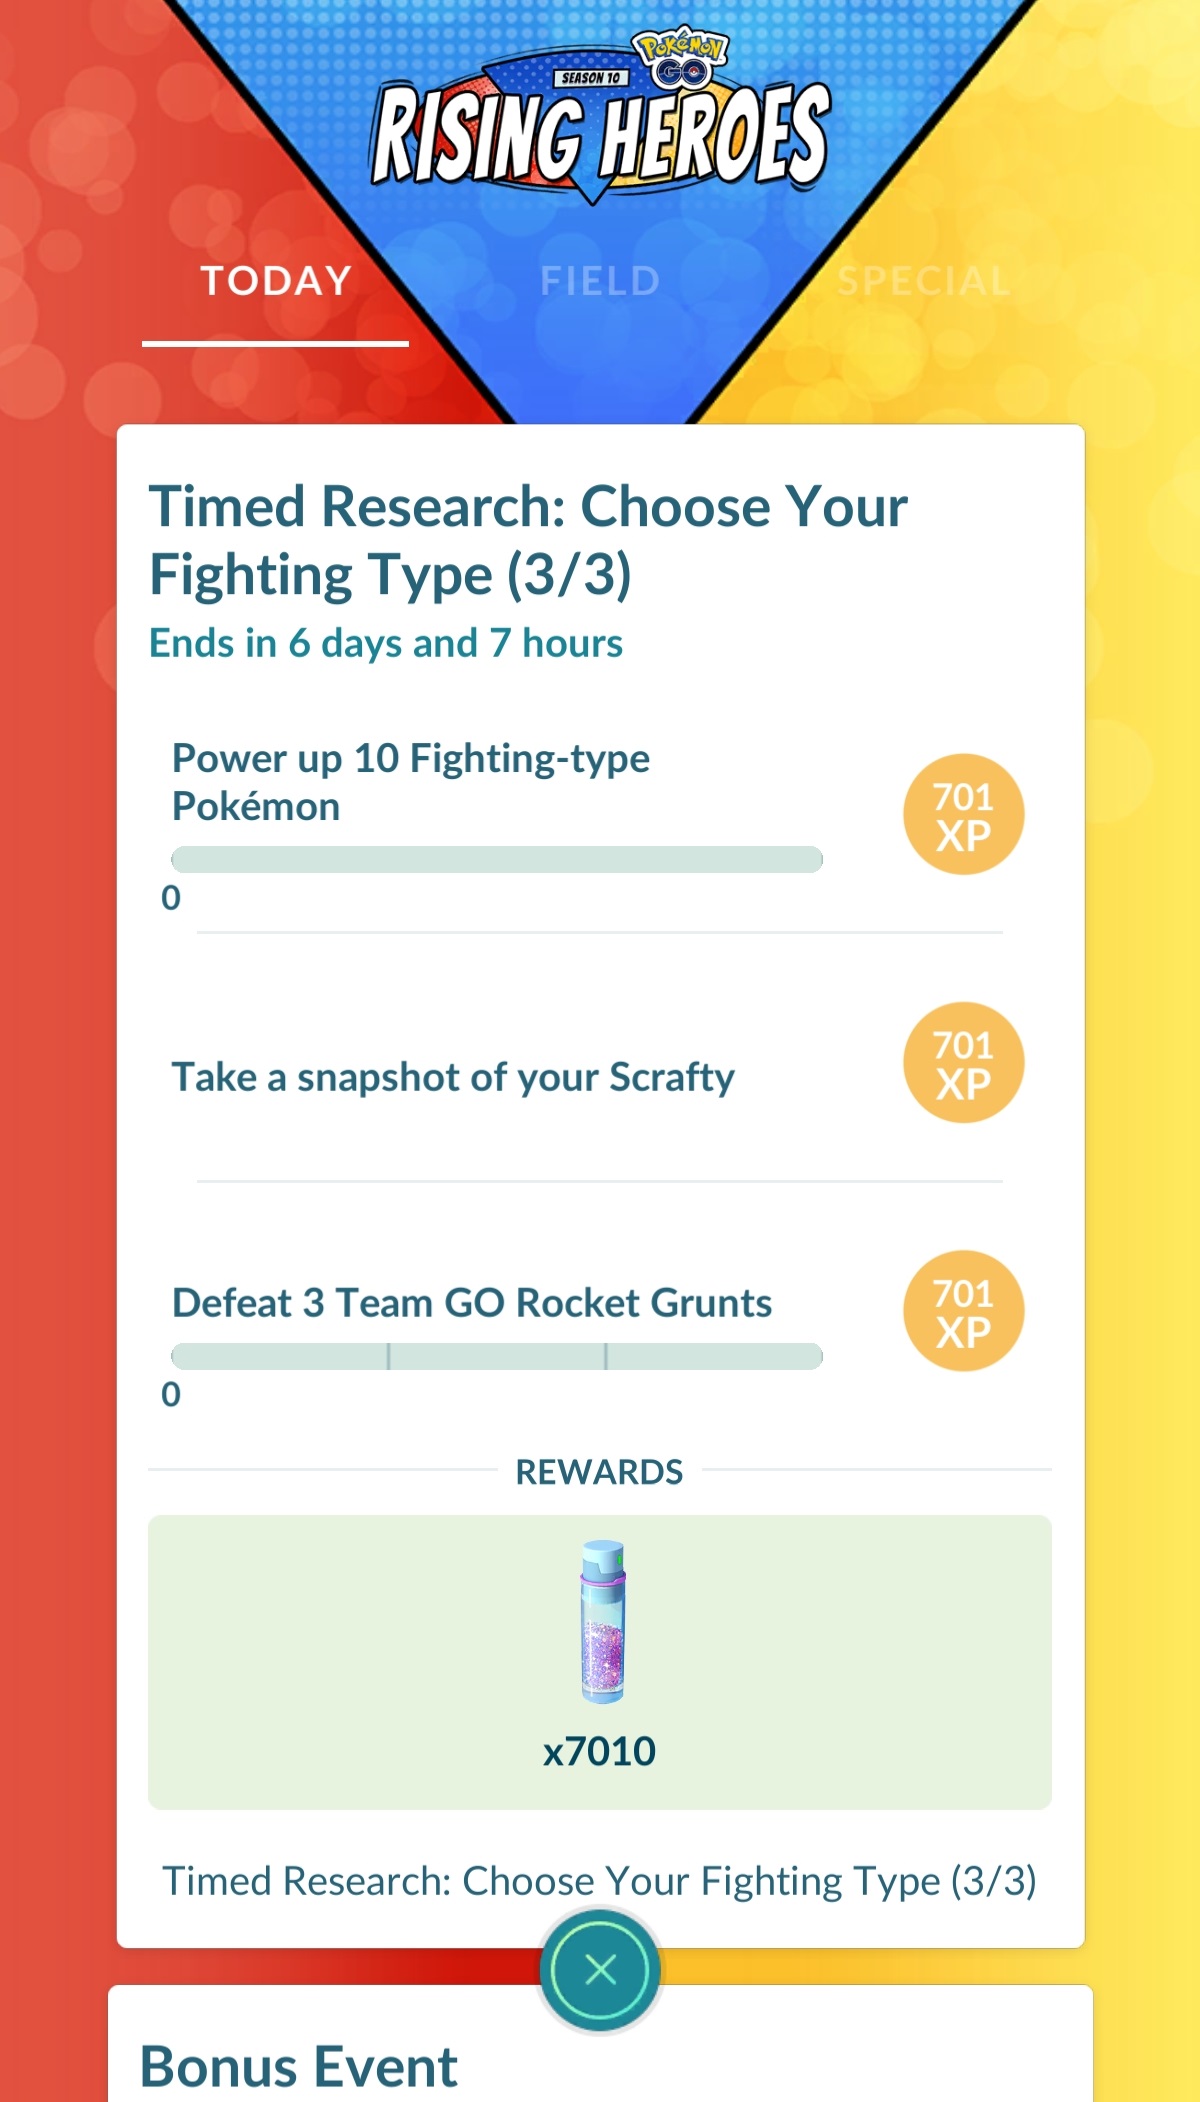 Pokémon
GO
SEASON 10
RISING HEROES
TODAY
FIELD
SPECIAL
Timed Research: Choose Your
Fighting Type (3/3)
Ends in 6 days and 7 hours
Power up 10 Fighting-type
Pokémon
701
XP
0
Take a snapshot of your Scrafty
701
XP
Defeat 3 Team GO Rocket Grunts
701
XP
0
REWARDS
x7010
Timed Research: Choose Your Fighting Type (3/3)
Bonus Event